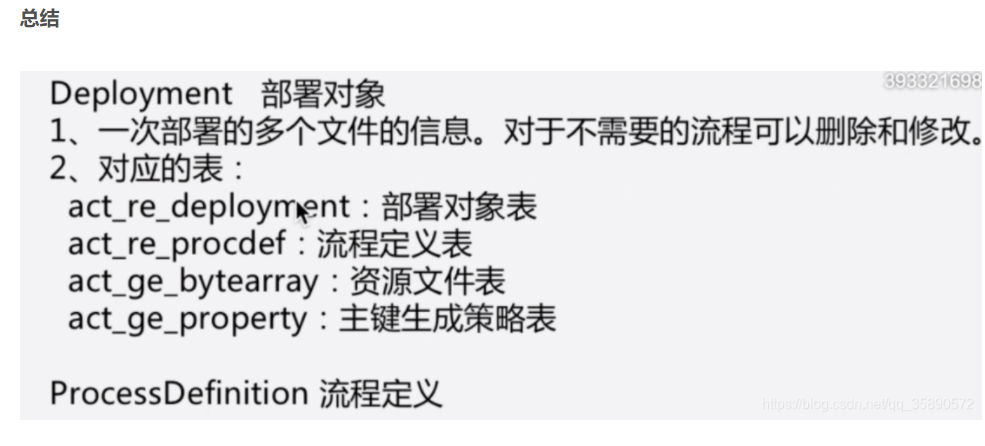 总结
393321698
Deployment 部署对象
1、一次部署的多个文件的信息。对于不需要的流程可以删除和修改。
2、对应的表：
act_re_deployment：部署对象表
act_re_procdef：流程定义表
act_ge_bytearray：资源文件表
act_ge_property：主键生成策略表
ProcessDefinition 流程定义
https://blog.csdn.net/qq_35890572